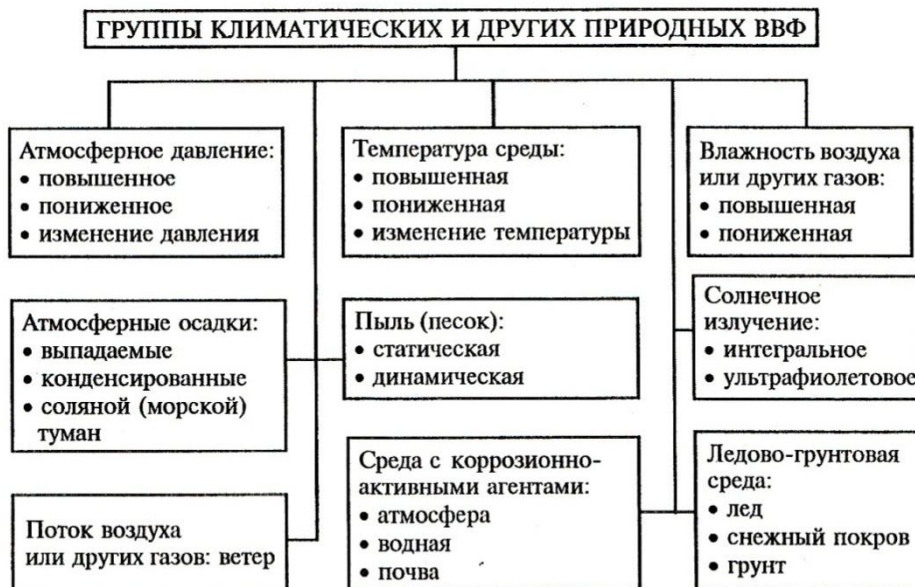 ГРУППЫ КЛИМАТИЧЕСКИХ И ДРУГИХ ПРИРОДНЫХ ВВФ
Атмосферное давление:
• повышенное
• пониженное
• изменение давления
Температура среды:
• повышенная
• пониженная
• изменение температуры
Влажность воздуха
или других газов:
• повышенная
• пониженная
Атмосферные осадки:
• выпадаемые
• конденсированные
• соляной (морской)
туман
Пыль (песок):
• статическая
• динамическая
Солнечное
излучение:
• интегральное
• ультрафиолетовое
Поток воздуха
или других газов: ветер
Среда с коррозионно-
активными агентами:
• атмосфера
• водная
• почва
Ледово-грунтовая
среда:
• лед
• снежный покров
• грунт